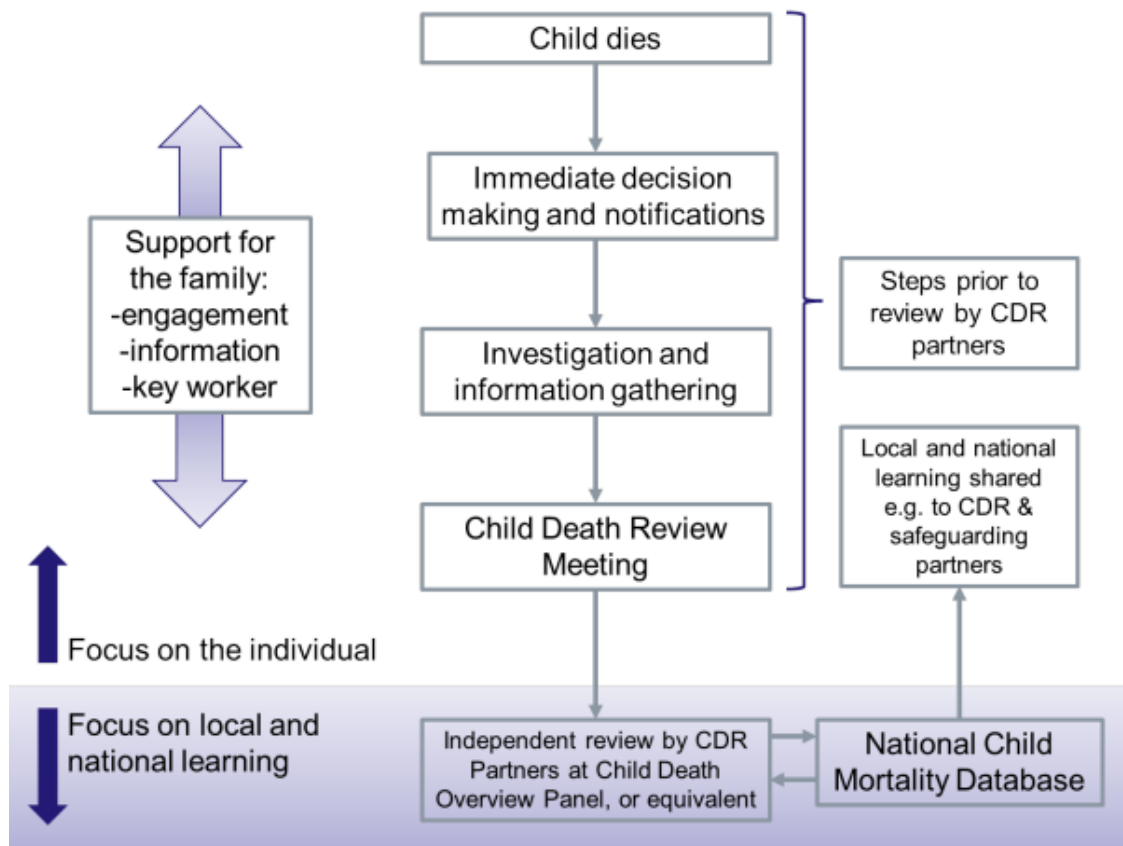 Child dies
Immediate decision
making and notifications
Support for
the family:
-engagement
-information
-key worker
Steps prior to
review by CDR
partners
Investigation and
information gathering
Local and national
learning shared
e.g. to CDR &
safeguarding
partners
Child Death Review
Meeting
Focus on the individual
Focus on local and
national learning
Independent review by CDR
Partners at Child Death
Overview Panel, or equivalent
National Child
Mortality Database